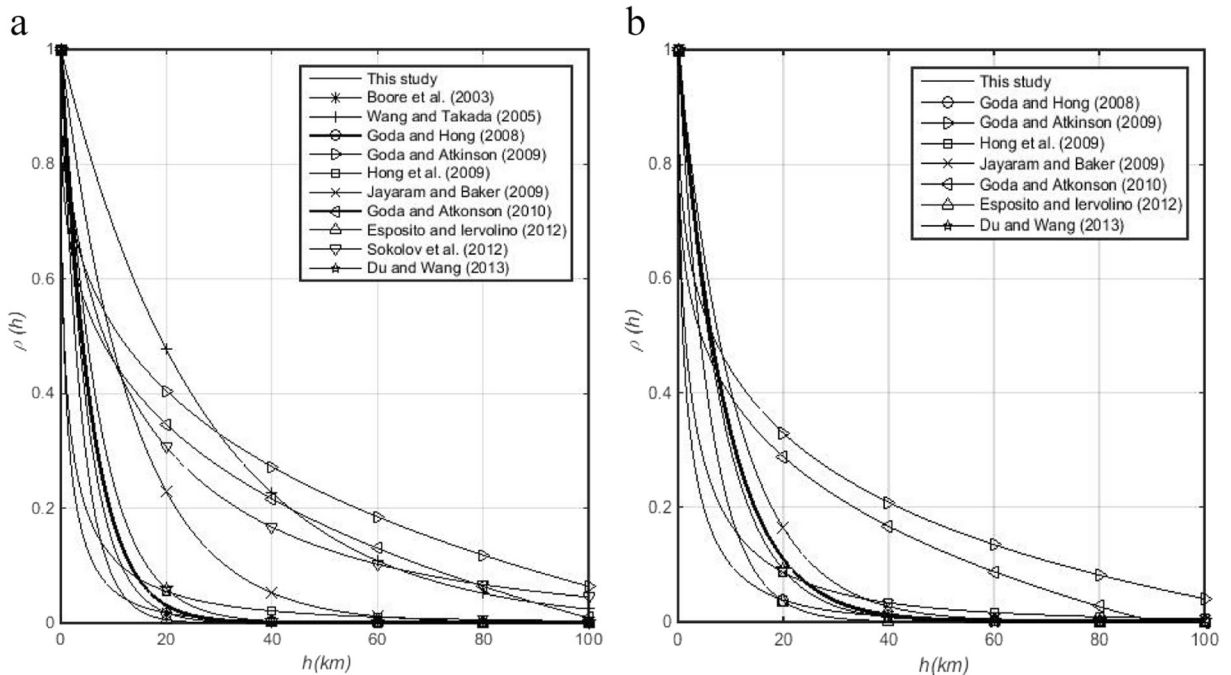 a
1
0.8
0.6
0.4
0.2
0
ρ (h)
This study
Boore et al. (2003)
Wang and Takada (2005)
Goda and Hong (2008)
Goda and Atkinson (2009)
Hong et al. (2009)
Jayaram and Baker (2009)
Goda and Atkonson (2010)
Esposito and Iervolino (2012)
Sokolov et al. (2012)
Du and Wang (2013)
0 20 40 60 80 100
h(km)
b
1
0.8
0.6
0.4
0.2
0
ρ (h)
This study
Goda and Hong (2008)
Goda and Atkinson (2009)
Hong et al. (2009)
Jayaram and Baker (2009)
Goda and Atkonson (2010)
Esposito and Iervolino (2012)
Du and Wang (2013)
0 20 40 60 80 100
h(km)